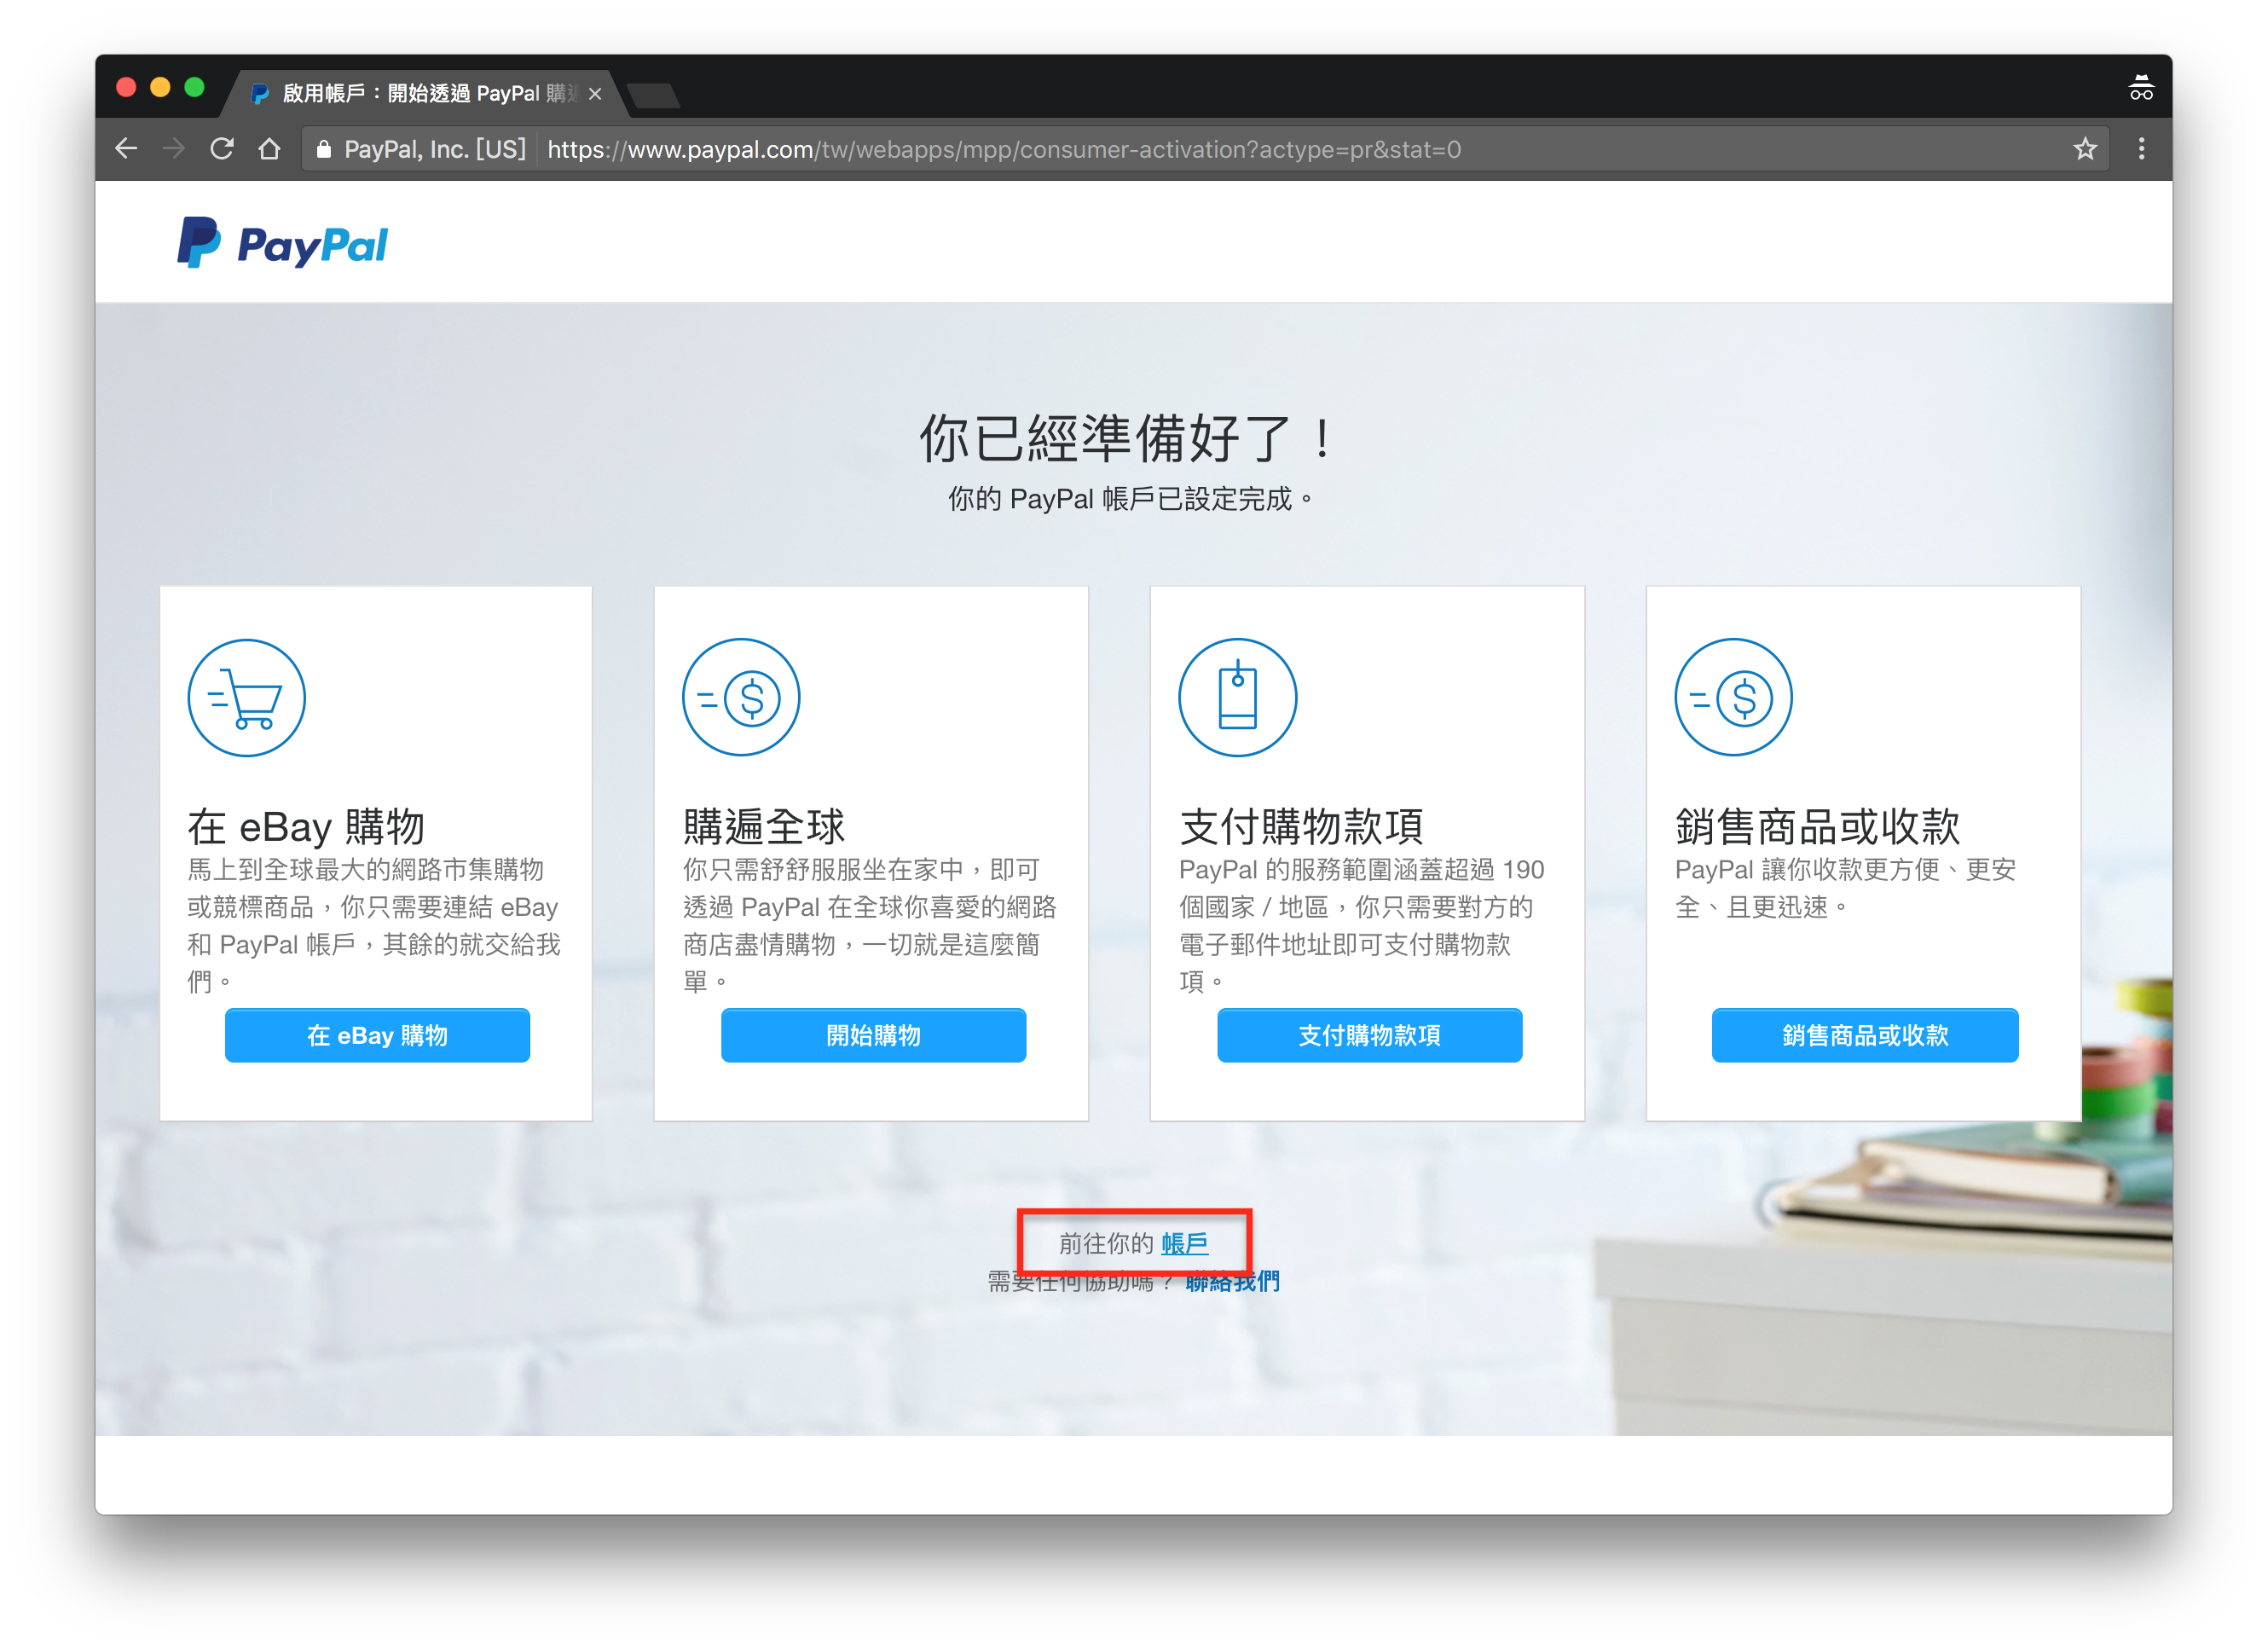 啟用帳戶：開始透過 PayPal 購
PayPal, Inc. [US] https://www.paypal.com/tw/webapps/mpp/consumer-activation?actype=pr&stat=0
PayPal
你已經準備好了！
你的 PayPal 帳戶已設定完成。
在 eBay 購物
馬上到全球最大的網路市集購物
或競標商品，你只需要連結 eBay
和 PayPal 帳戶，其餘的就交給我
們。
在 eBay 購物
購遍全球
你只需舒舒服服坐在家中，即可
透過 PayPal 在全球你喜愛的網路
商店盡情購物，一切就是這麼簡
單。
開始購物
支付購物款項
PayPal 的服務範圍涵蓋超過 190
個國家 / 地區，你只需要對方的
電子郵件地址即可支付購物款
項。
支付購物款項
銷售商品或收款
PayPal 讓你收款更方便、更安
全、且更迅速。
銷售商品或收款
前往你的 帳戶
需要任何協助嗎？ 聯絡我們